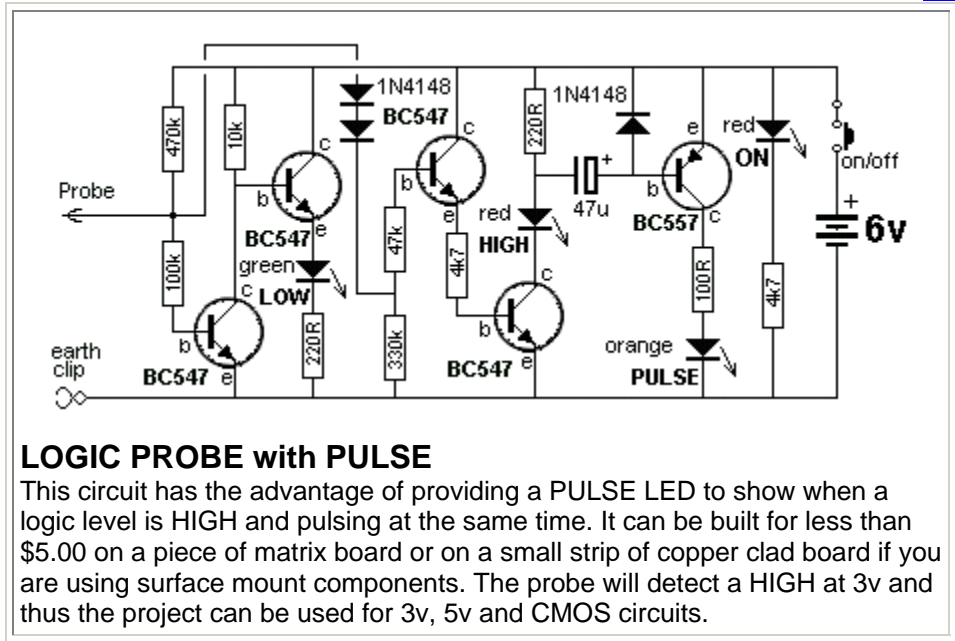 1N4148
BC547
1N4148
470k
10k
c
220R
c
e
red
ON
on/off
Probe
b
b
+
b
+
6v
47u
BC557
c
red
HIGH
BC547
e
e
47k
4k7
green
LOW
100k
c
c
100R
4k7
220R
330k
b
b
orange
PULSE
earth
clip
BC547
e
BC547
e
LOGIC PROBE with PULSE
This circuit has the advantage of providing a PULSE LED to show when a
logic level is HIGH and pulsing at the same time. It can be built for less than
$5.00 on a piece of matrix board or on a small strip of copper clad board if you
are using surface mount components. The probe will detect a HIGH at 3v and
thus the project can be used for 3v, 5v and CMOS circuits.